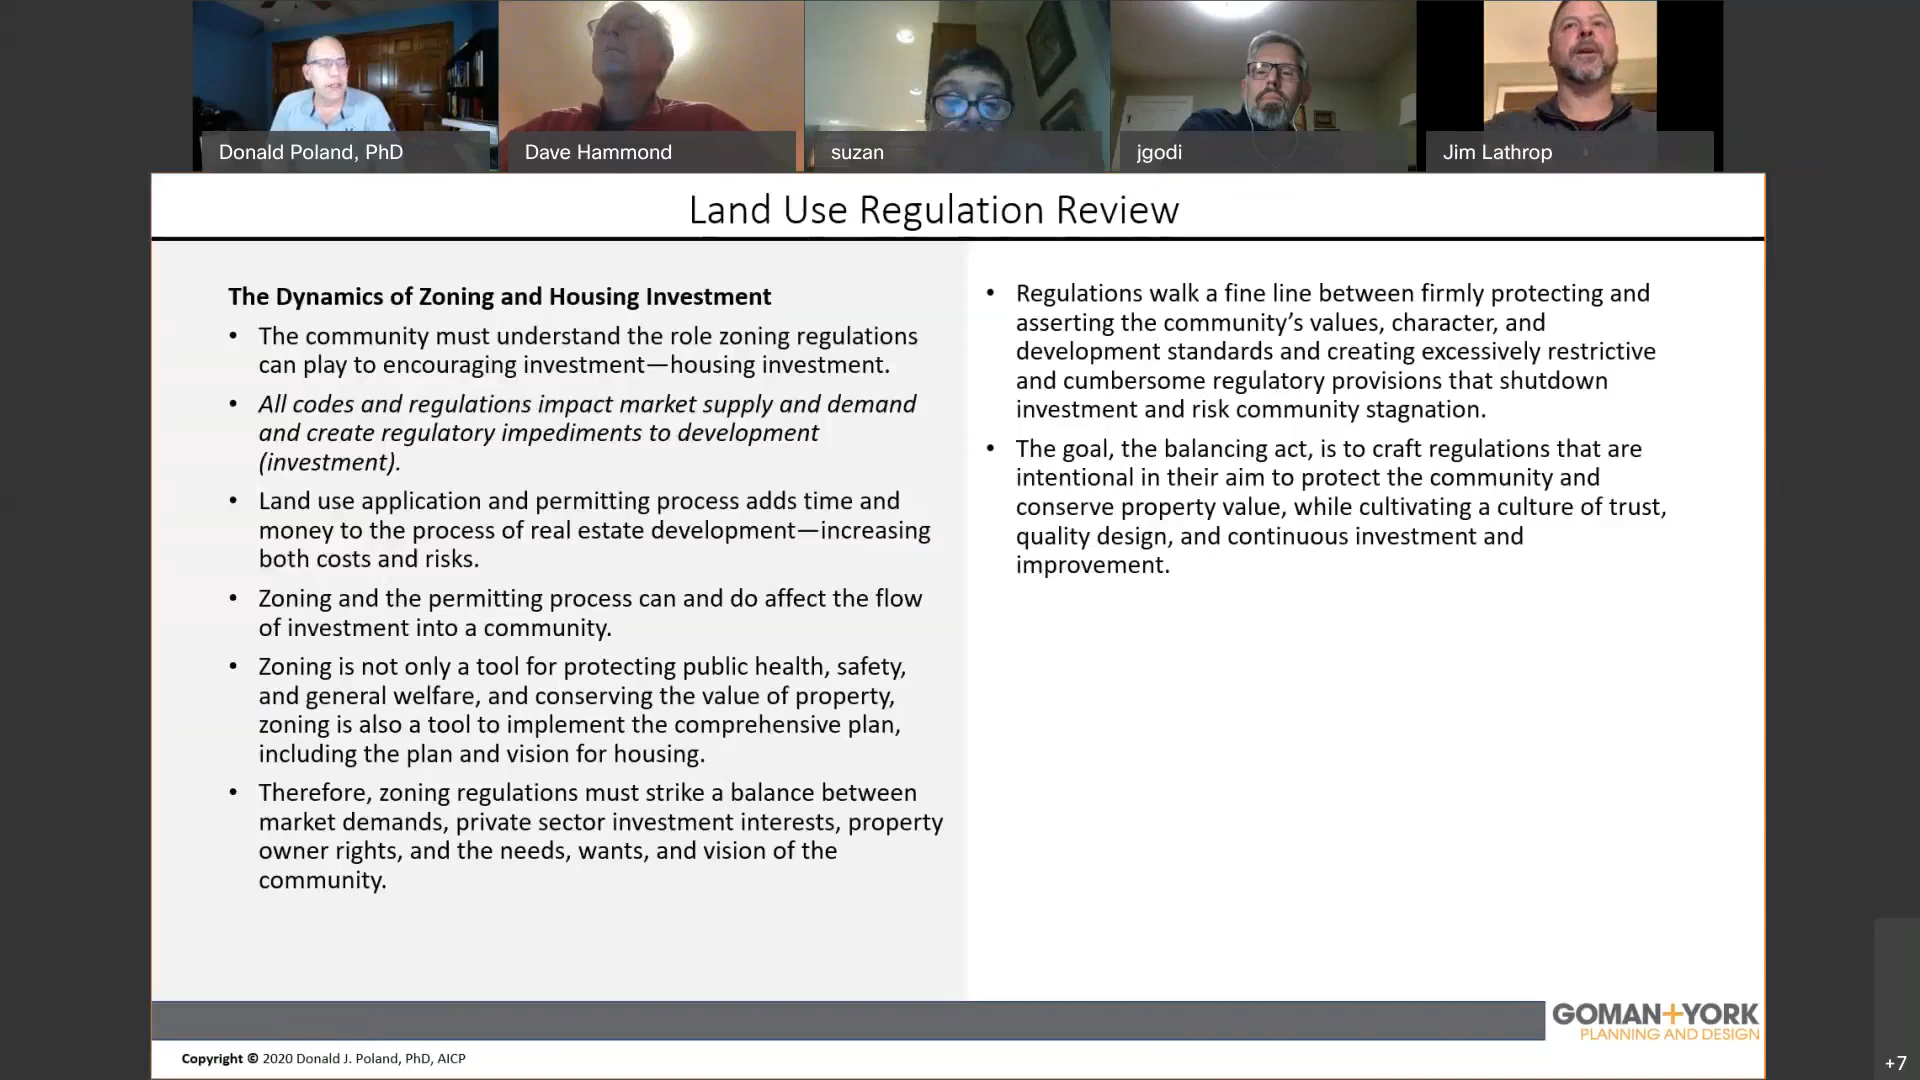 Donald Poland, PhD
Dave Hammond
suzan
jgodi
Jim Lathrop
Land Use Regulation Review
The Dynamics of Zoning and Housing Investment
• The community must understand the role zoning regulations
can play to encouraging investment—housing investment.
• All codes and regulations impact market supply and demand
and create regulatory impediments to development
(investment).
• Land use application and permitting process adds time and
money to the process of real estate development—increasing
both costs and risks.
• Zoning and the permitting process can and do affect the flow
of investment into a community.
• Zoning is not only a tool for protecting public health, safety,
and general welfare, and conserving the value of property,
zoning is also a tool to implement the comprehensive plan,
including the plan and vision for housing.
• Therefore, zoning regulations must strike a balance between
market demands, private sector investment interests, property
owner rights, and the needs, wants, and vision of the
community.
• Regulations walk a fine line between firmly protecting and
asserting the community’s values, character, and
development standards and creating excessively restrictive
and cumbersome regulatory provisions that shutdown
investment and risk community stagnation.
• The goal, the balancing act, is to craft regulations that are
intentional in their aim to protect the community and
conserve property value, while cultivating a culture of trust,
quality design, and continuous investment and
improvement.
GOMAN+YORK
PLANNING AND DESIGN
Copyright © 2020 Donald J. Poland, PhD, AICP
+7